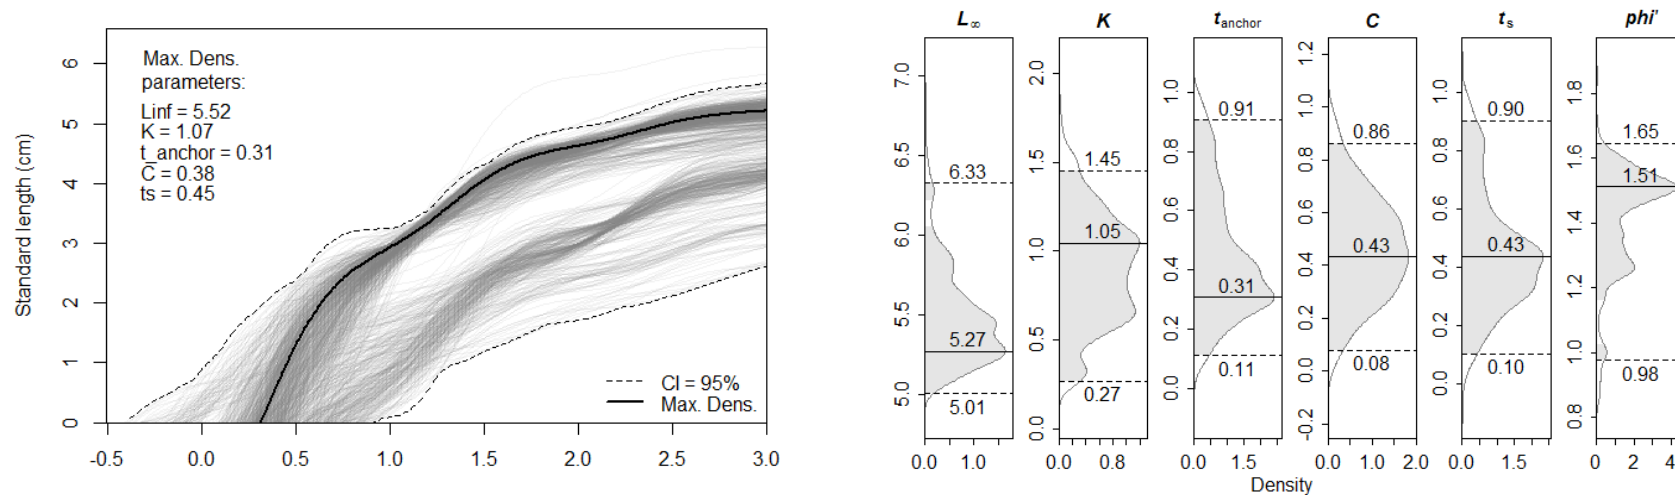 Max. Dens.
parameters:
Linf = 5.52
K = 1.07
t_anchor = 0.31
C = 0.38
ts = 0.45
Standard length (cm)
0 1 2 3 4 5 6
-0.5 0.0 0.5 1.0 1.5 2.0 2.5 3.0
CI = 95%
Max. Dens.
L∞
7.0
6.5
6.0
5.5
5.0
6.33
5.27
5.01
0.0 1.0
K
2.0
1.5
1.0
0.5
0.0
1.45
1.05
0.27
0.0 0.8
tanchor
1.0
0.8
0.6
0.4
0.2
0.0
0.91
0.31
0.11
0.0 1.5
C
1.2
1.0
0.8
0.6
0.4
0.2
0.0
-0.2
0.86
0.43
0.08
0.0 1.0 2.0
ts
1.0
0.8
0.6
0.4
0.2
0.0
0.90
0.43
0.10
0.0 1.5
phi'
1.8
1.6
1.4
1.2
1.0
0.8
1.65
1.51
0.98
0 2 4
Density